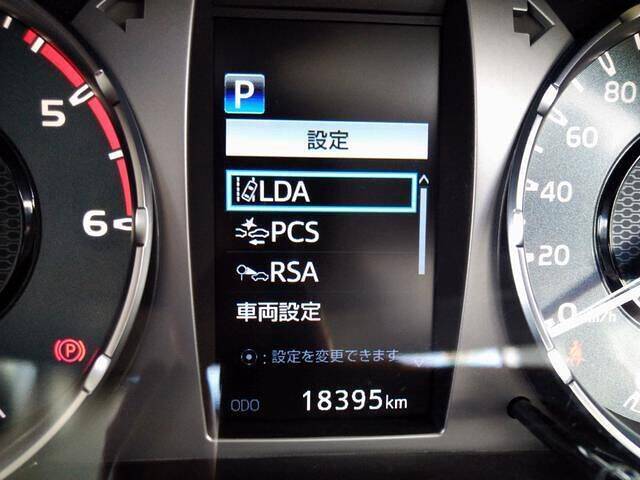 P
設定
LDA
PCS
RSA
車両設定
: 設定を変更できます
ODO 18395km
5
6
(P)
80
60
40
20
0
km/h